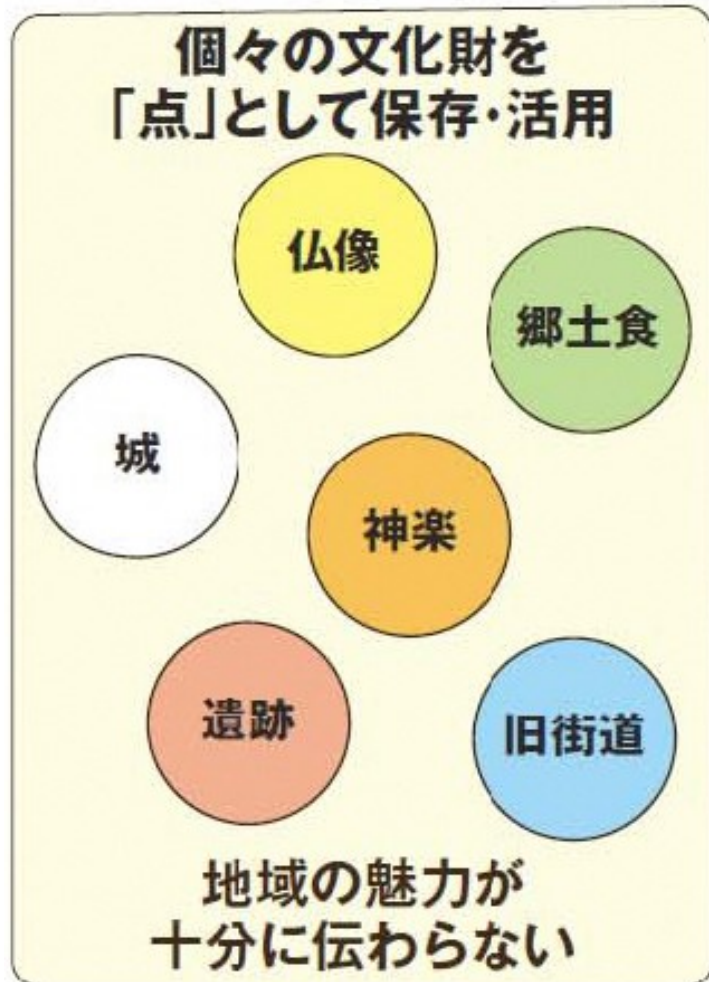 個々の文化財を
「点」として保存・活用
仏像
郷土食
城
神楽
遺跡
旧街道
地域の魅力が
十分に伝わらない